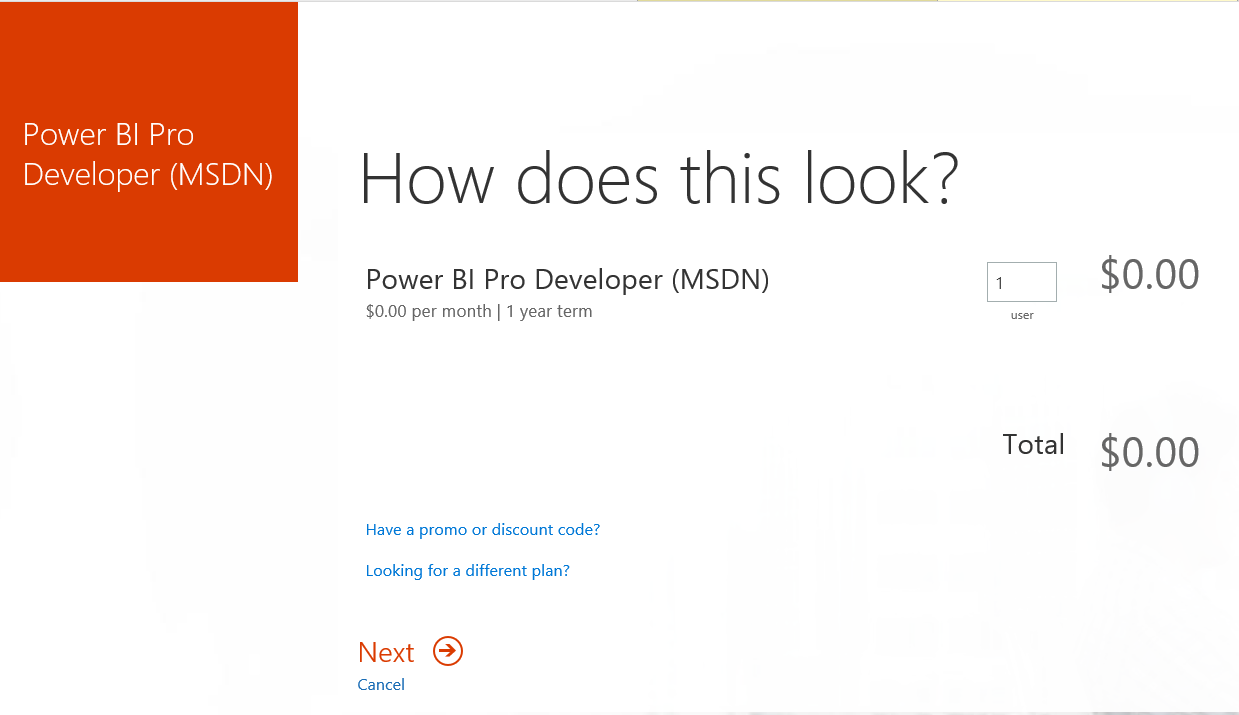 Power BI Pro
Developer (MSDN)
How does this look?
Power BI Pro Developer (MSDN)
$0.00 per month | 1 year term
1
user
$0.00
Total
$0.00
Have a promo or discount code?
Looking for a different plan?
Next
Cancel